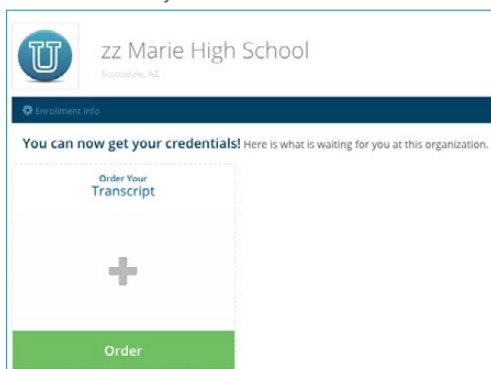 U
zz Marie High School
Scottsdale, AZ
Enrollment Info
You can now get your credentials! Here is what is waiting for you at this organization.
Order Your
Transcript
Order